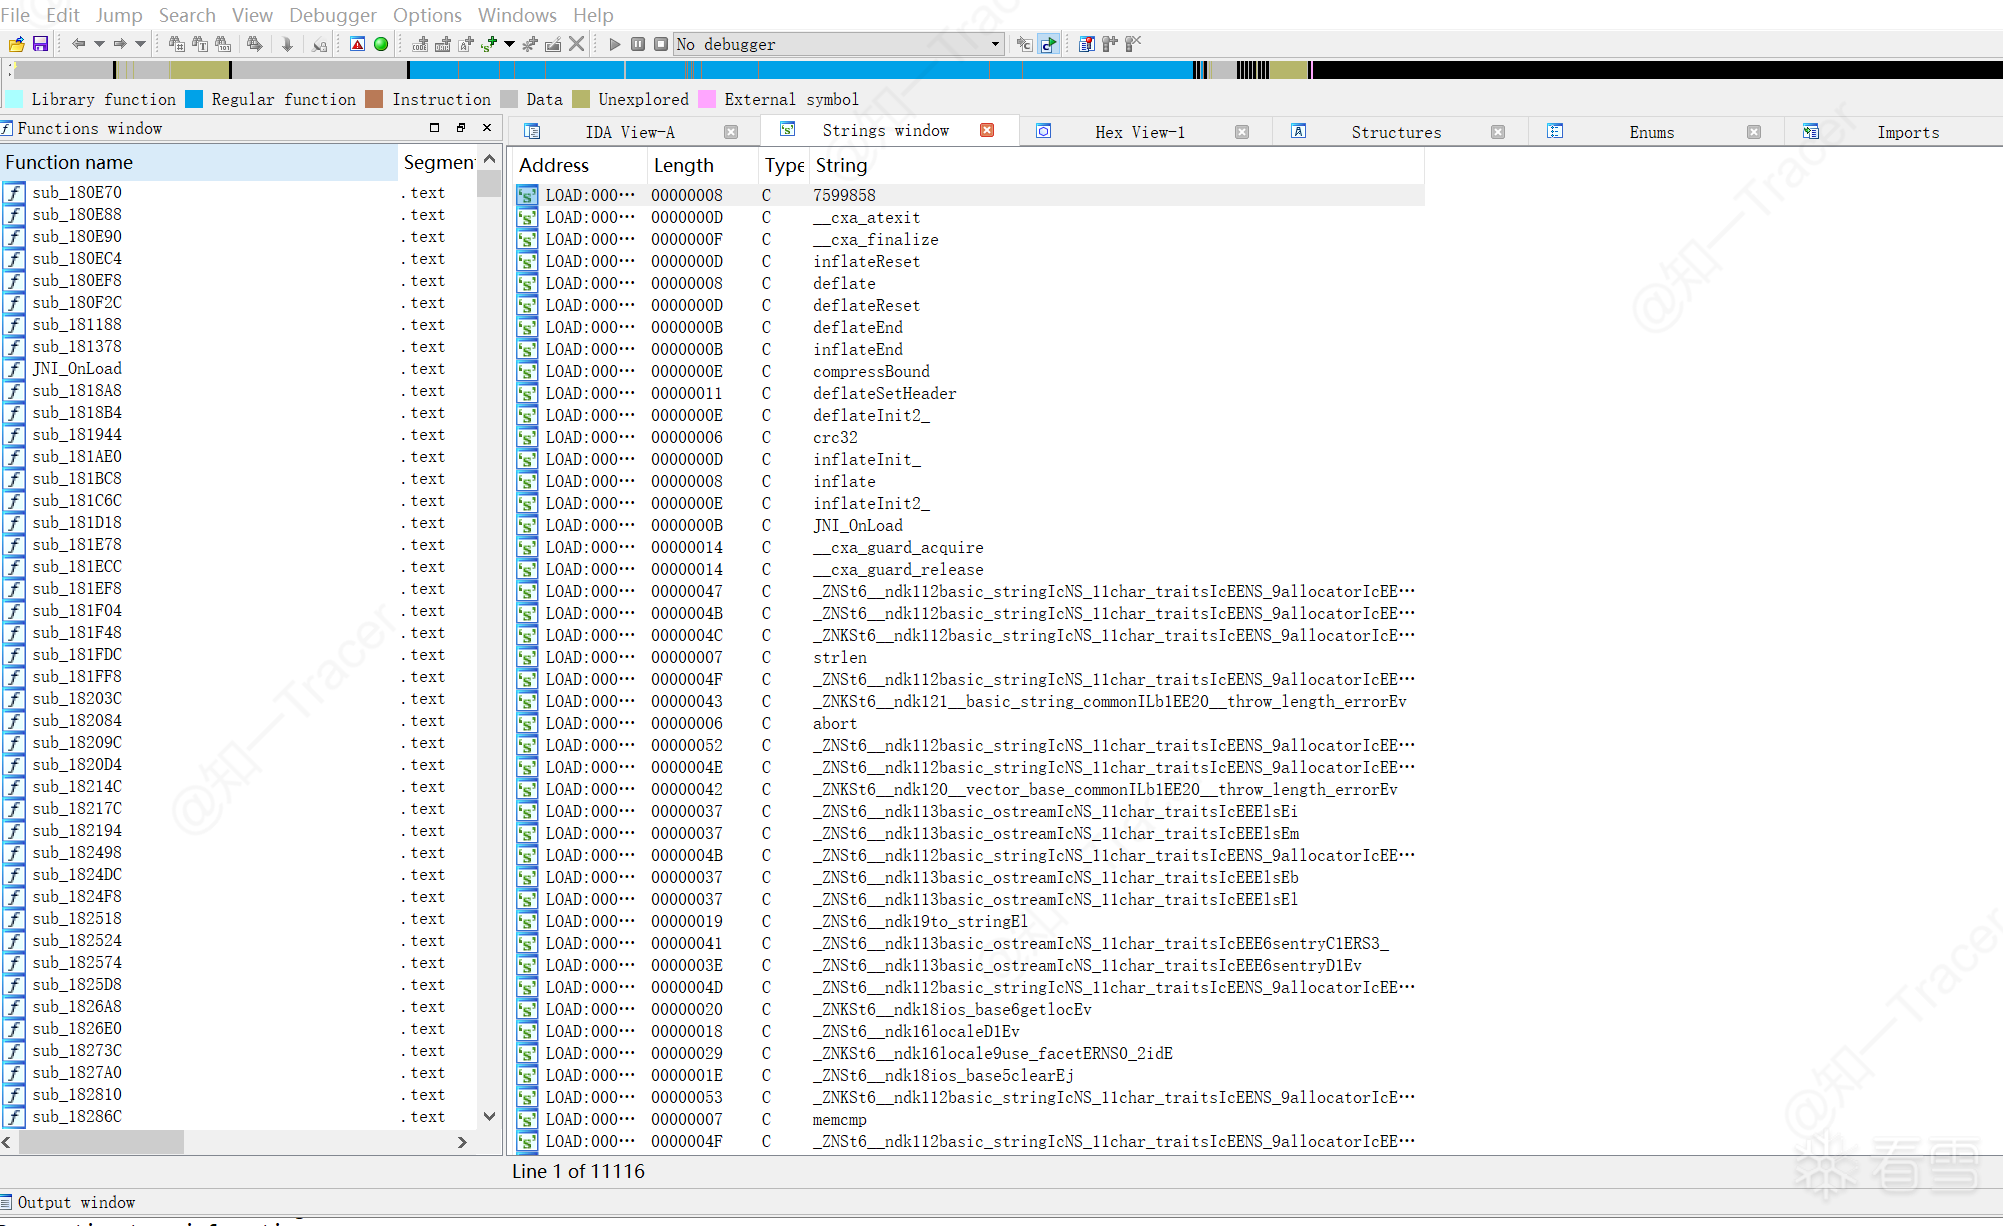 File Edit Jump Search View Debugger Options Windows Help
No debugger
Library function Regular function Instruction Data Unexplored External symbol
Functions window
IDA View-A Strings window Hex View-1 Structures Enums Imports
Function name Segmen
sub_180E70 .text
sub_180E88 .text
sub_180E90 .text
sub_180EC4 .text
sub_180EF8 .text
sub_180F2C .text
sub_181188 .text
sub_181378 .text
JNI_OnLoad .text
sub_1818A8 .text
sub_1818B4 .text
sub_181944 .text
sub_181AE0 .text
sub_181BC8 .text
sub_181C6C .text
sub_181D18 .text
sub_181E78 .text
sub_181ECC .text
sub_181EF8 .text
sub_181F04 .text
sub_181F48 .text
sub_181FDC .text
sub_181FF8 .text
sub_18203C .text
sub_182084 .text
sub_18209C .text
sub_1820D4 .text
sub_18214C .text
sub_18217C .text
sub_182194 .text
sub_182498 .text
sub_1824DC .text
sub_1824F8 .text
sub_182518 .text
sub_182524 .text
sub_182574 .text
sub_1825D8 .text
sub_1826A8 .text
sub_1826E0 .text
sub_18273C .text
sub_1827A0 .text
sub_182810 .text
sub_18286C .text
Address Length Type String
LOAD:000… 00000008 C 7599858
LOAD:000… 0000000D C __cxa_atexit
LOAD:000… 0000000F C __cxa_finalize
LOAD:000… 0000000D C inflateReset
LOAD:000… 00000008 C deflate
LOAD:000… 0000000D C deflateReset
LOAD:000… 0000000B C deflateEnd
LOAD:000… 0000000B C inflateEnd
LOAD:000… 0000000E C compressBound
LOAD:000… 00000011 C deflateSetHeader
LOAD:000… 0000000E C deflateInit2_
LOAD:000… 00000006 C crc32
LOAD:000… 0000000D C inflateInit_
LOAD:000… 00000008 C inflate
LOAD:000… 0000000E C inflateInit2_
LOAD:000… 0000000B C JNI_OnLoad
LOAD:000… 00000014 C __cxa_guard_acquire
LOAD:000… 00000014 C __cxa_guard_release
LOAD:000… 00000047 C _ZNSt6__ndk112basic_stringIcNS_11char_traitsIcEENS_9allocatorIcEE…
LOAD:000… 0000004B C _ZNSt6__ndk112basic_stringIcNS_11char_traitsIcEENS_9allocatorIcEE…
LOAD:000… 0000004C C _ZNKSt6__ndk112basic_stringIcNS_11char_traitsIcEENS_9allocatorIcE…
LOAD:000… 00000007 C strlen
LOAD:000… 0000004F C _ZNSt6__ndk112basic_stringIcNS_11char_traitsIcEENS_9allocatorIcEE…
LOAD:000… 00000043 C _ZNKSt6__ndk121__basic_string_commonILb1EE20__throw_length_errorEv
LOAD:000… 00000006 C abort
LOAD:000… 00000052 C _ZNSt6__ndk112basic_stringIcNS_11char_traitsIcEENS_9allocatorIcEE…
LOAD:000… 0000004E C _ZNSt6__ndk112basic_stringIcNS_11char_traitsIcEENS_9allocatorIcEE…
LOAD:000… 00000042 C _ZNKSt6__ndk120__vector_base_commonILb1EE20__throw_length_errorEv
LOAD:000… 00000037 C _ZNSt6__ndk113basic_ostreamIcNS_11char_traitsIcEEElsEi
LOAD:000… 00000037 C _ZNSt6__ndk113basic_ostreamIcNS_11char_traitsIcEEElsEm
LOAD:000… 0000004B C _ZNSt6__ndk112basic_stringIcNS_11char_traitsIcEENS_9allocatorIcEE…
LOAD:000… 00000037 C _ZNSt6__ndk113basic_ostreamIcNS_11char_traitsIcEEElsEb
LOAD:000… 00000037 C _ZNSt6__ndk113basic_ostreamIcNS_11char_traitsIcEEElsEl
LOAD:000… 00000019 C _ZNSt6__ndk19to_stringEl
LOAD:000… 00000041 C _ZNSt6__ndk113basic_ostreamIcNS_11char_traitsIcEEE6sentryC1ERS3_
LOAD:000… 0000003E C _ZNSt6__ndk113basic_ostreamIcNS_11char_traitsIcEEE6sentryD1Ev
LOAD:000… 0000004D C _ZNSt6__ndk112basic_stringIcNS_11char_traitsIcEENS_9allocatorIcEE…
LOAD:000… 00000020 C _ZNKSt6__ndk18ios_base6getlocEv
LOAD:000… 00000018 C _ZNSt6__ndk16localeD1Ev
LOAD:000… 00000029 C _ZNKSt6__ndk16locale9use_facetERNS0_2idE
LOAD:000… 0000001E C _ZNSt6__ndk18ios_base5clearEj
LOAD:000… 00000053 C _ZNKSt6__ndk112basic_stringIcNS_11char_traitsIcEENS_9allocatorIcE…
LOAD:000… 00000007 C memcmp
LOAD:000… 0000004F C _ZNSt6__ndk112basic_stringIcNS_11char_traitsIcEENS_9allocatorIcEE…
Line 1 of 11116
Output window
@知—Tracer
@知—Tracer
@知—Tracer
看雪